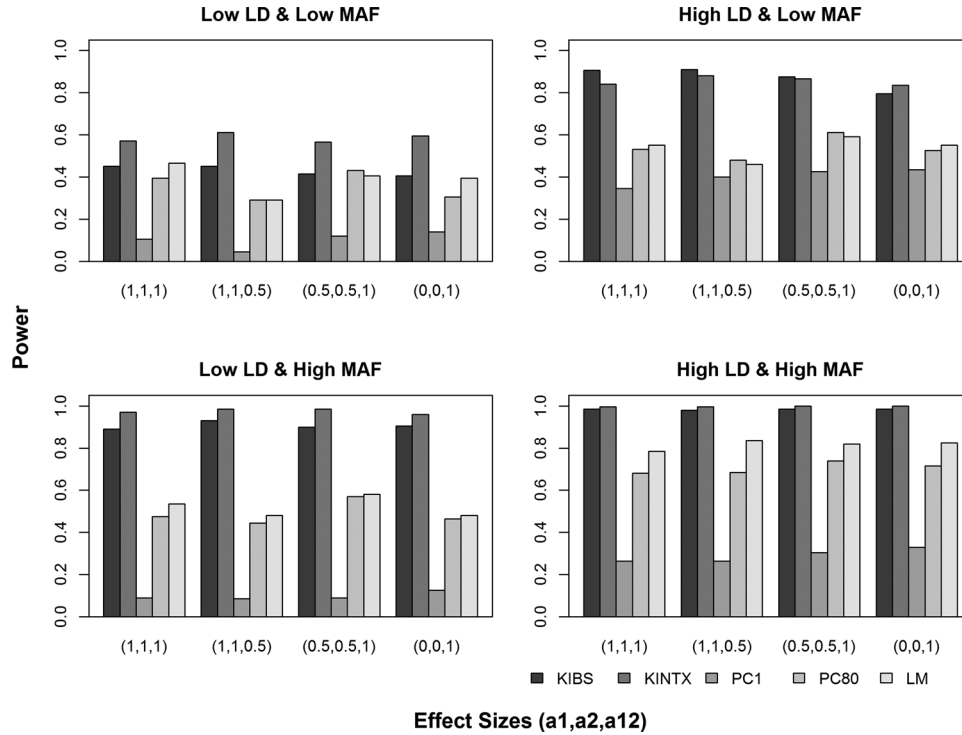 Low LD & Low MAF
High LD & Low MAF
0.0 0.2 0.4 0.6 0.8 1.0
0.0 0.2 0.4 0.6 0.8 1.0
(1,1,1) (1,1,0.5) (0.5,0.5,1) (0,0,1)
(1,1,1) (1,1,0.5) (0.5,0.5,1) (0,0,1)
Power
Low LD & High MAF
High LD & High MAF
0.0 0.2 0.4 0.6 0.8 1.0
0.0 0.2 0.4 0.6 0.8 1.0
(1,1,1) (1,1,0.5) (0.5,0.5,1) (0,0,1)
(1,1,1) (1,1,0.5) (0.5,0.5,1) (0,0,1)
KIBS KINTX PC1 PC80 LM
Effect Sizes (a1,a2,a12)